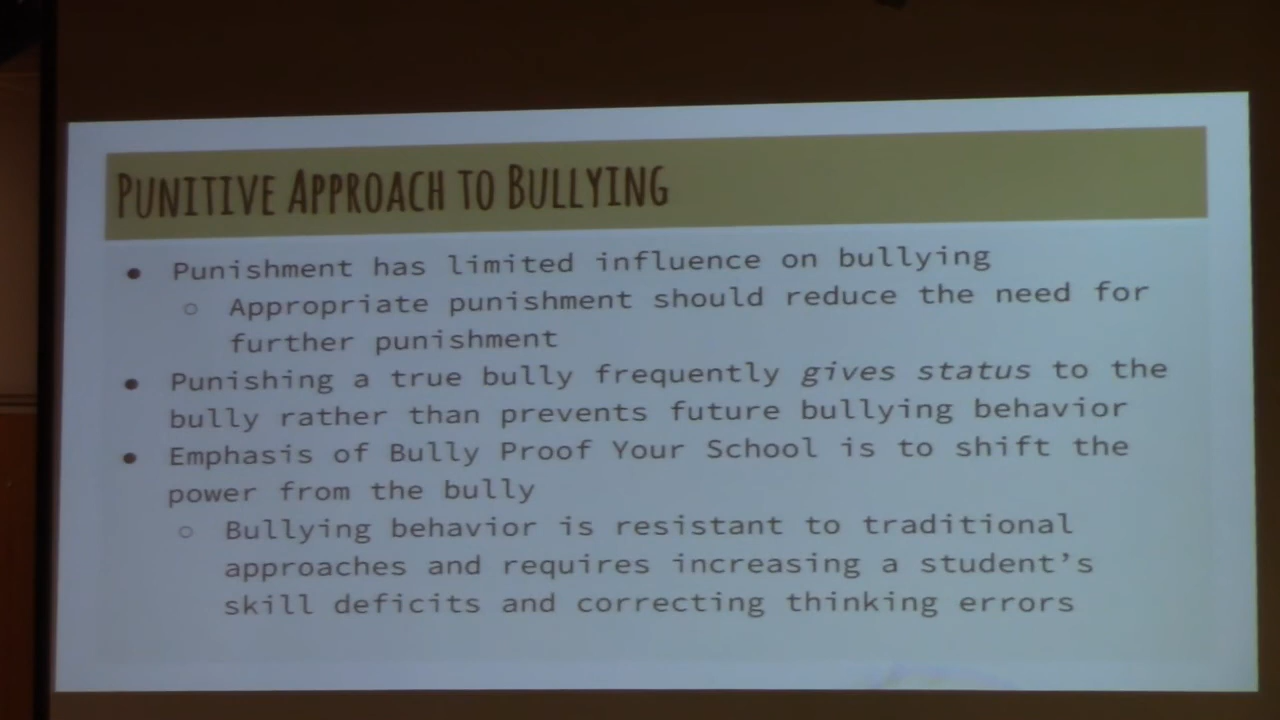 PUNITIVE APPROACH TO BULLYING
● Punishment has limited influence on bullying
○ Appropriate punishment should reduce the need for
further punishment
● Punishing a true bully frequently gives status to the
bully rather than prevents future bullying behavior
● Emphasis of Bully Proof Your School is to shift the
power from the bully
○ Bullying behavior is resistant to traditional
approaches and requires increasing a student’s
skill deficits and correcting thinking errors